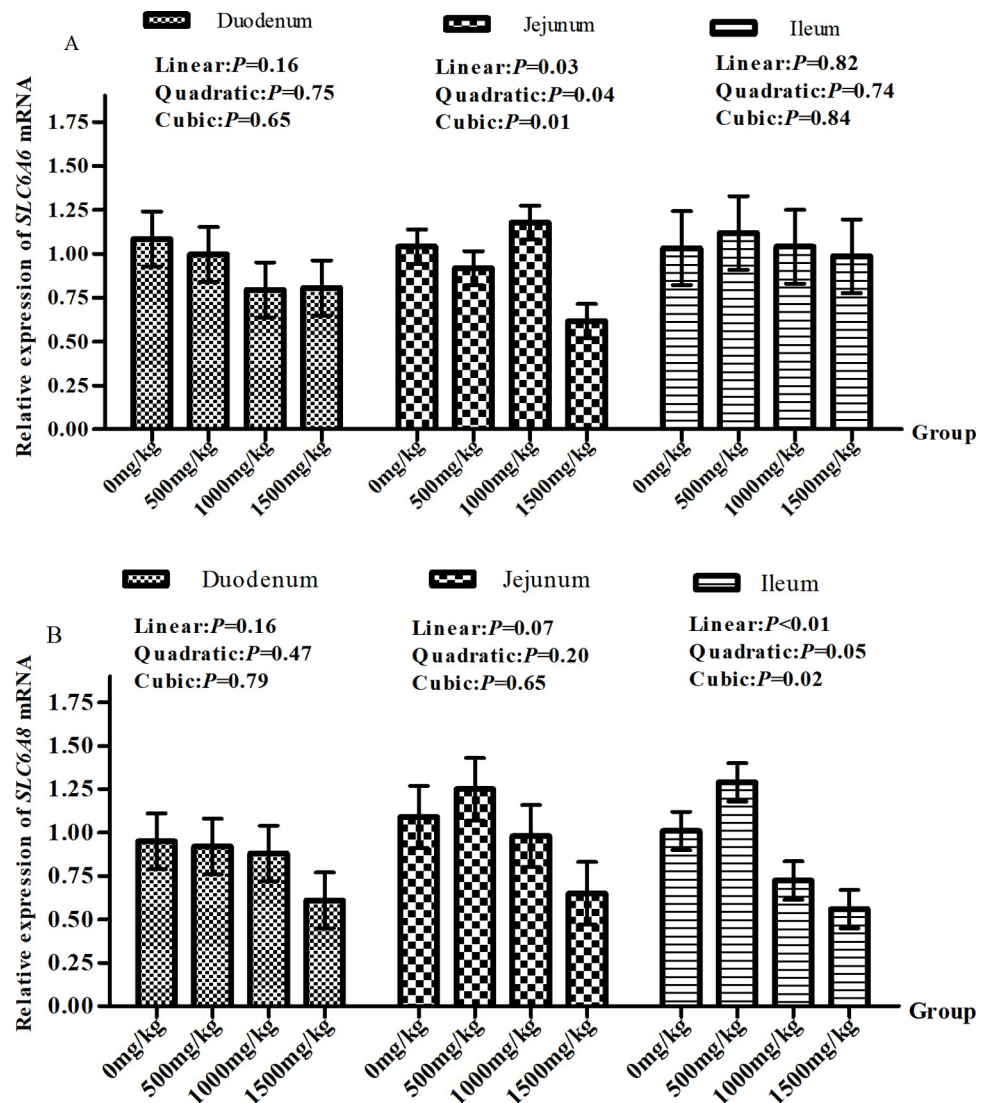 A
Duodenum
Jejunum
Ileum
Linear:P=0.16
Quadratic:P=0.75
Cubic:P=0.65
Linear:P=0.03
Quadratic:P=0.04
Cubic:P=0.01
Linear:P=0.82
Quadratic:P=0.74
Cubic:P=0.84
Relative expression of SLC6A6 mRNA
1.75
1.50
1.25
1.00
0.75
0.50
0.25
0.00
0mg/kg
500mg/kg
1000mg/kg
1500mg/kg
0mg/kg
500mg/kg
1000mg/kg
1500mg/kg
0mg/kg
500mg/kg
1000mg/kg
1500mg/kg
Group
B
Duodenum
Jejunum
Ileum
Linear:P=0.16
Quadratic:P=0.47
Cubic:P=0.79
Linear:P=0.07
Quadratic:P=0.20
Cubic:P=0.65
Linear:P<0.01
Quadratic:P=0.05
Cubic:P=0.02
Relative expression of SLC6A8 mRNA
1.75
1.50
1.25
1.00
0.75
0.50
0.25
0.00
0mg/kg
500mg/kg
1000mg/kg
1500mg/kg
0mg/kg
500mg/kg
1000mg/kg
1500mg/kg
0mg/kg
500mg/kg
1000mg/kg
1500mg/kg
Group